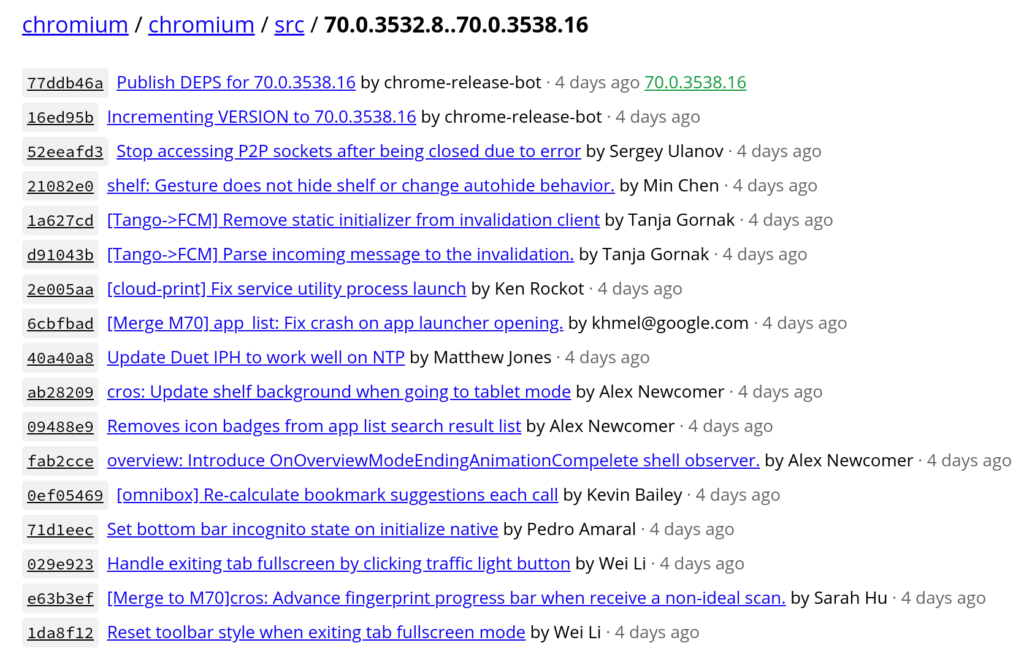 chromium / chromium / src / 70.0.3532.8..70.0.3538.16
77ddb46a Publish DEPS for 70.0.3538.16 by chrome-release-bot · 4 days ago 70.0.3538.16
16ed95b Incrementing VERSION to 70.0.3538.16 by chrome-release-bot · 4 days ago
52eeafd3 Stop accessing P2P sockets after being closed due to error by Sergey Ulanov · 4 days ago
21082e0 shelf: Gesture does not hide shelf or change autohide behavior. by Min Chen · 4 days ago
1a627cd [Tango->FCM] Remove static initializer from invalidation client by Tanja Gornak · 4 days ago
d91043b [Tango->FCM] Parse incoming message to the invalidation. by Tanja Gornak · 4 days ago
2e005aa [cloud-print] Fix service utility process launch by Ken Rockot · 4 days ago
6cbfbad [Merge M70] app_list: Fix crash on app launcher opening. by khmel@google.com · 4 days ago
40a40a8 Update Duet IPH to work well on NTP by Matthew Jones · 4 days ago
ab28209 cros: Update shelf background when going to tablet mode by Alex Newcomer · 4 days ago
09488e9 Removes icon badges from app list search result list by Alex Newcomer · 4 days ago
fab2cce overview: Introduce OnOverviewModeEndingAnimationCompelete shell observer. by Alex Newcomer · 4 days ago
0ef05469 [omnibox] Re-calculate bookmark suggestions each call by Kevin Bailey · 4 days ago
71d1eec Set bottom bar incognito state on initialize native by Pedro Amaral · 4 days ago
029e923 Handle exiting tab fullscreen by clicking traffic light button by Wei Li · 4 days ago
e63b3ef [Merge to M70]cros: Advance fingerprint progress bar when receive a non-ideal scan. by Sarah Hu · 4 days ago
1da8f12 Reset toolbar style when exiting tab fullscreen mode by Wei Li · 4 days ago